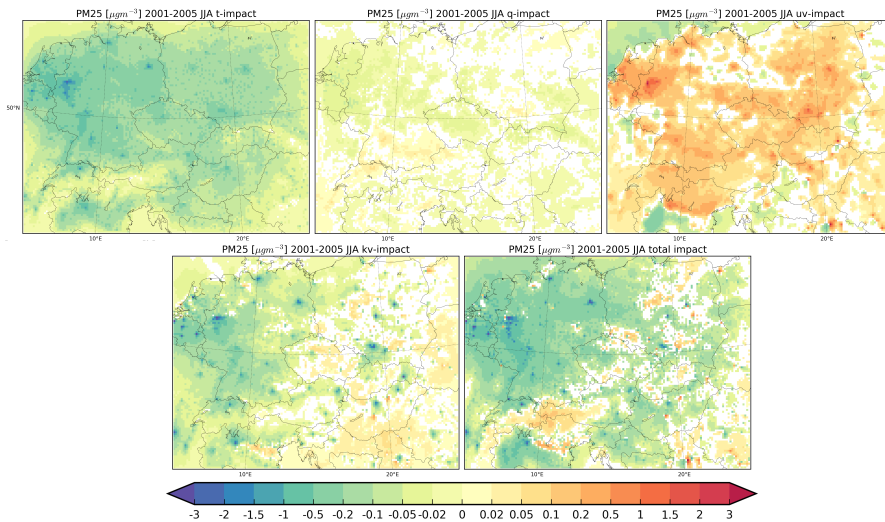 PM25 [μgm⁻³] 2001-2005 JJA t-impact
PM25 [μgm⁻³] 2001-2005 JJA q-impact
PM25 [μgm⁻³] 2001-2005 JJA uv-impact
50°N
10°E 20°E
10°E 20°E
10°E 20°E
PM25 [μgm⁻³] 2001-2005 JJA kv-impact
PM25 [μgm⁻³] 2001-2005 JJA total impact
10°E 20°E
10°E 20°E
-3 -2 -1.5 -1 -0.5 -0.2 -0.1 -0.05 -0.02 0 0.02 0.05 0.1 0.2 0.5 1 1.5 2 3